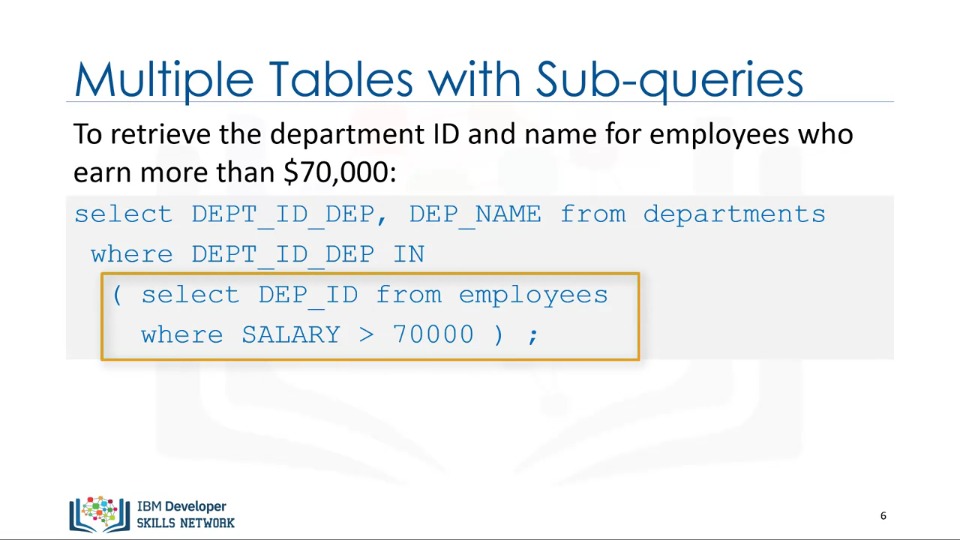 Multiple Tables with Sub-queries
To retrieve the department ID and name for employees who
earn more than $70,000:
select DEPT_ID_DEP, DEP_NAME from departments
where DEPT_ID_DEP IN
( select DEP_ID from employees
where SALARY > 70000 ) ;
IBM Developer
SKILLS NETWORK
6